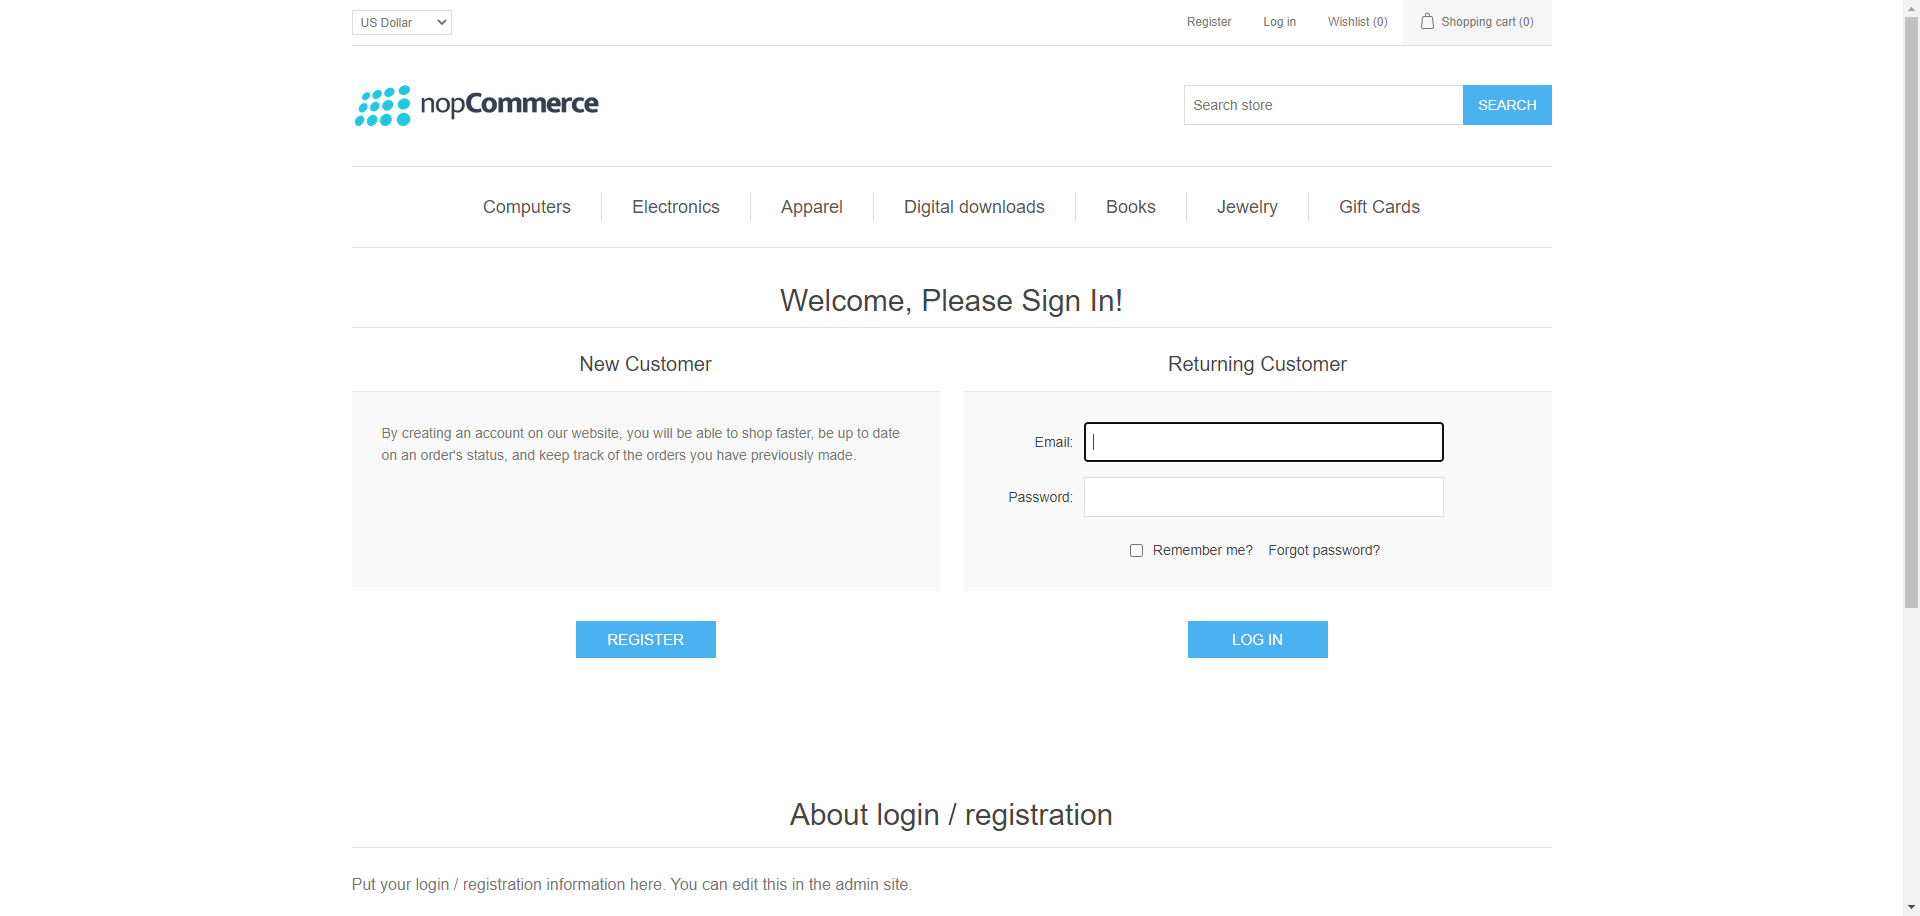 US Dollar
Register
Log in
Wishlist (0)
Shopping cart (0)
nopCommerce
Search store
SEARCH
Computers
Electronics
Apparel
Digital downloads
Books
Jewelry
Gift Cards
Welcome, Please Sign In!
New Customer
By creating an account on our website, you will be able to shop faster, be up to date
on an order's status, and keep track of the orders you have previously made.
REGISTER
Returning Customer
Email:
Password:
Remember me?
Forgot password?
LOG IN
About login / registration
Put your login / registration information here. You can edit this in the admin site.